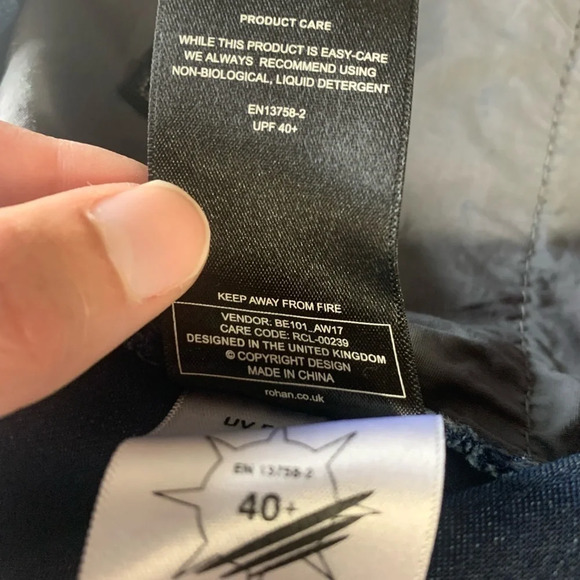 PRODUCT CARE
WHILE THIS PRODUCT IS EASY-CARE
WE ALWAYS RECOMMEND USING
NON-BIOLOGICAL, LIQUID DETERGENT
EN13758-2
UPF 40+
KEEP AWAY FROM FIRE
VENDOR: BE101_AW17
CARE CODE: RCL-00239
DESIGNED IN THE UNITED KINGDOM
© COPYRIGHT DESIGN
MADE IN CHINA
rohan.co.uk
UV
EN 13758-2
40+